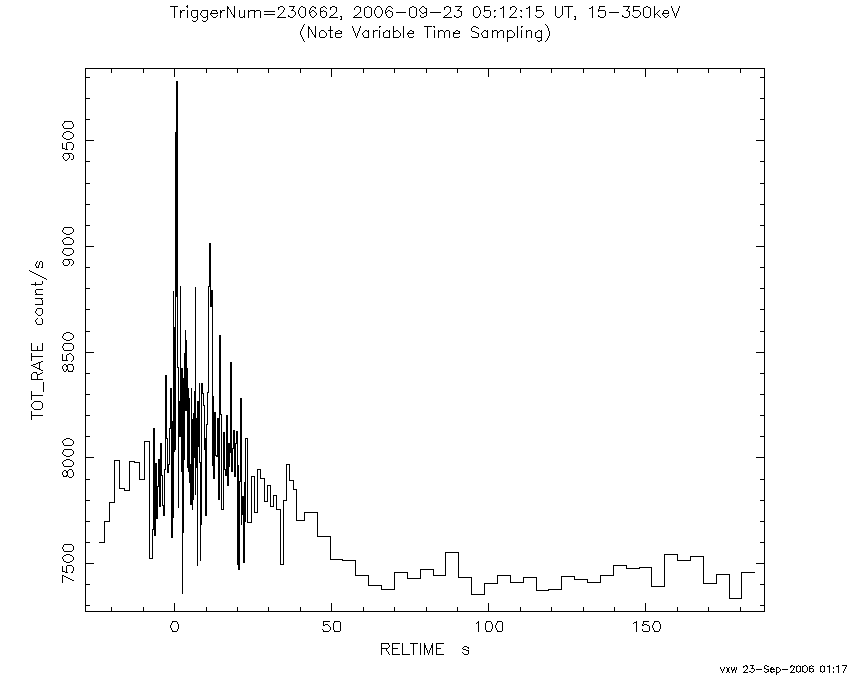 TriggerNum=230662, 2006-09-23 05:12:15 UT, 15-350keV
(Note Variable Time Sampling)
9500
9000
8500
8000
7500
TOT_RATE count/s
0 50 100 150
RELTIME s
vxw 23-Sep-2006 01:17